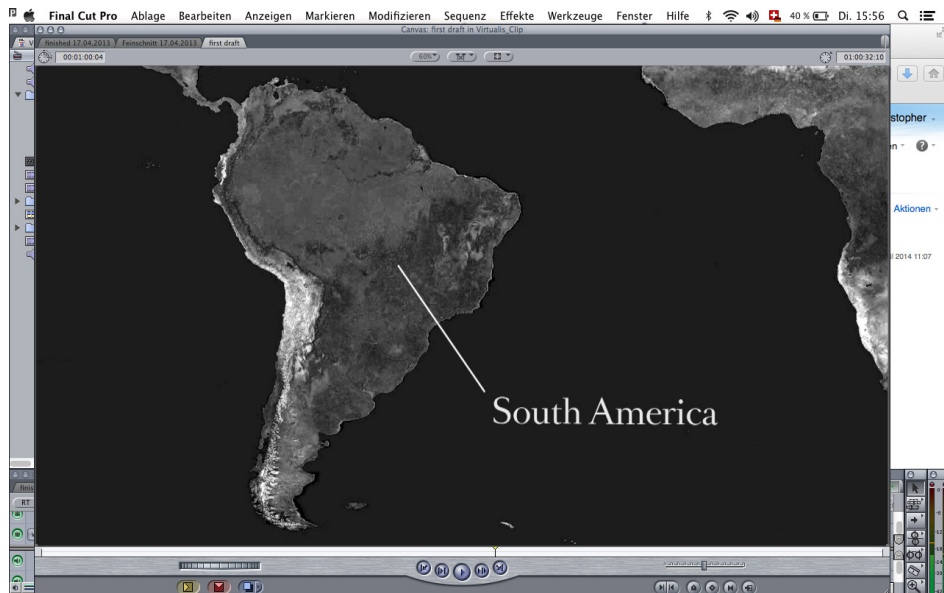 Final Cut Pro Ablage Bearbeiten Anzeigen Markieren Modifizieren Sequenz Effekte Werkzeuge Fenster Hilfe 40 % Di. 15:56
Canvas: first draft in Virtualis_Clip
finished 17.04.2013 Feinschnitt 17.04.2013 first draft
00:01:00:04 60% 01:00:32:10
stopher
Aktionen
2014 11:07
South America
finis
RT